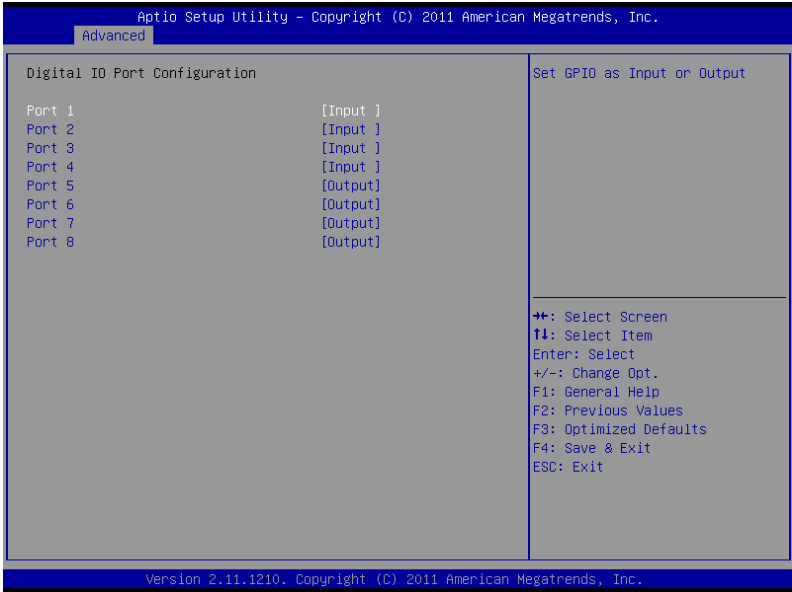 Aptio Setup Utility – Copyright (C) 2011 American Megatrends, Inc.
Advanced
Digital IO Port Configuration
Port 1 [Input ]
Port 2 [Input ]
Port 3 [Input ]
Port 4 [Input ]
Port 5 [Output]
Port 6 [Output]
Port 7 [Output]
Port 8 [Output]
Set GPIO as Input or Output
→←: Select Screen
↑↓: Select Item
Enter: Select
+/-: Change Opt.
F1: General Help
F2: Previous Values
F3: Optimized Defaults
F4: Save & Exit
ESC: Exit
Version 2.11.1210. Copyright (C) 2011 American Megatrends, Inc.